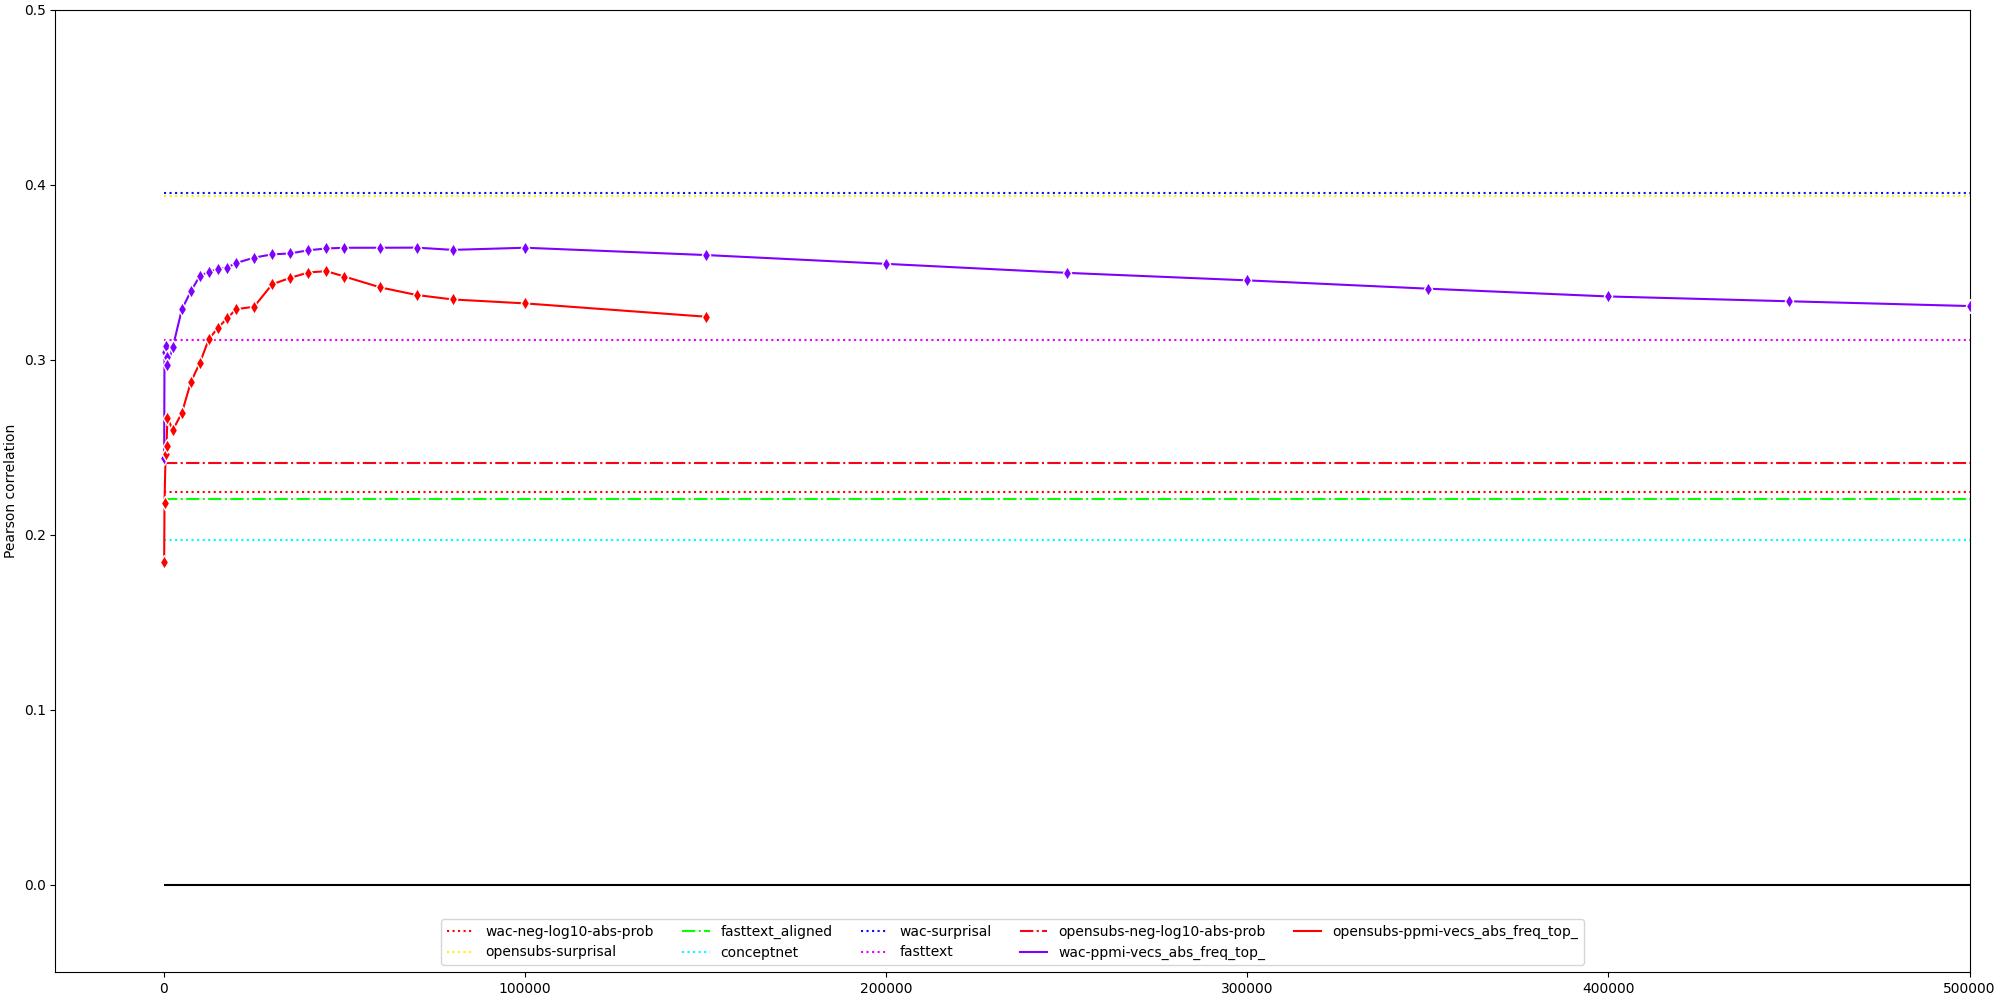 0.5
0.4
0.3
0.2
0.1
0.0
Pearson correlation
wac-neg-log10-abs-prob
opensubs-surprisal
fasttext_aligned
conceptnet
wac-surprisal
fasttext
opensubs-neg-log10-abs-prob
wac-ppmi-vecs_abs_freq_top_
opensubs-ppmi-vecs_abs_freq_top_
0 100000 200000 300000 400000 500000